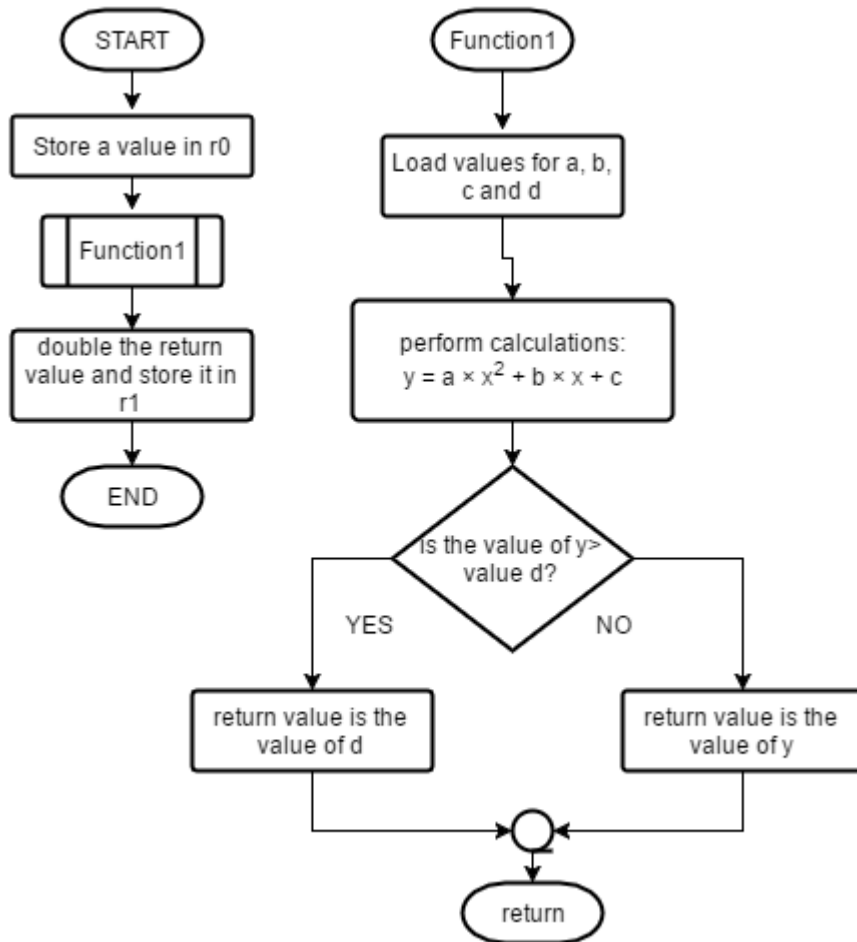 START
Store a value in r0
Function1
double the return
value and store it in
r1
END
Function1
Load values for a, b,
c and d
perform calculations:
y = a × x² + b × x + c
is the value of y>
value d?
YES
NO
return value is the
value of d
return value is the
value of y
return